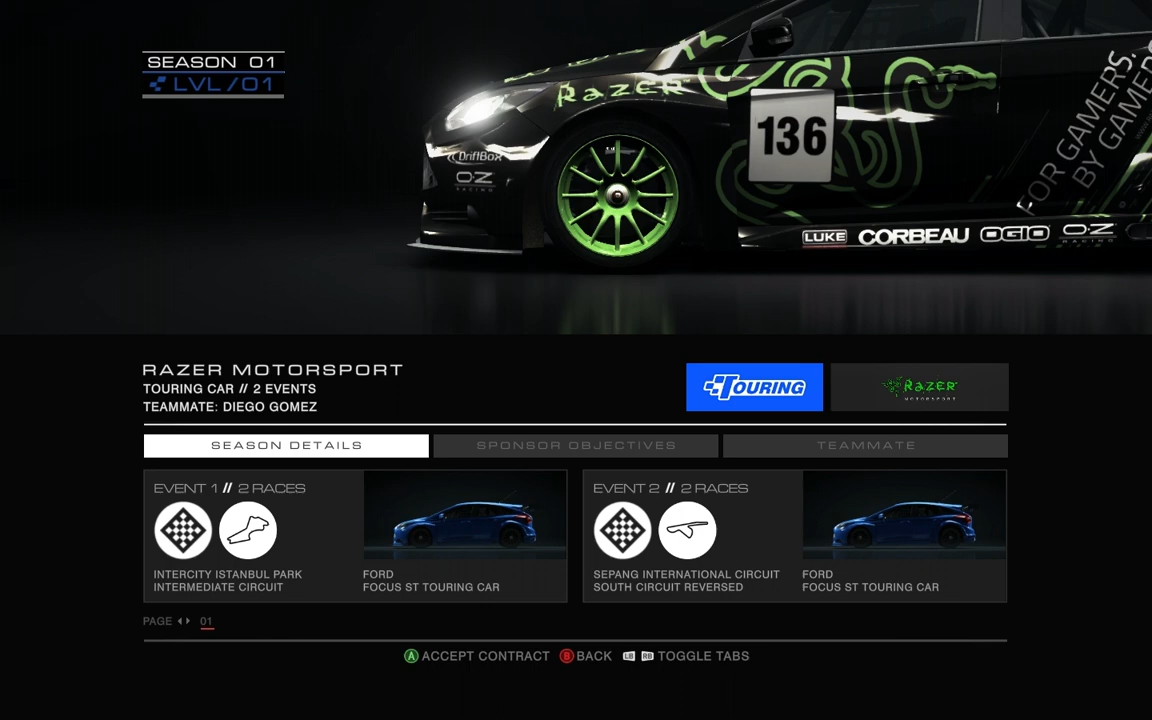 SEASON 01
LVL/01
RAZER
DriftBox
O·Z
RACING
136
FOR GAMERS.
BY GAMERS
LUKE CORBEAU OGIO O·Z
RACING
RAZER MOTORSPORT
TOURING CAR // 2 EVENTS
TEAMMATE: DIEGO GOMEZ
TOURING
RAZER
MOTORSPORT
SEASON DETAILS
SPONSOR OBJECTIVES
TEAMMATE
EVENT 1 // 2 RACES
INTERCITY ISTANBUL PARK
INTERMEDIATE CIRCUIT
FORD
FOCUS ST TOURING CAR
EVENT 2 // 2 RACES
SEPANG INTERNATIONAL CIRCUIT
SOUTH CIRCUIT REVERSED
FORD
FOCUS ST TOURING CAR
PAGE 01
A ACCEPT CONTRACT B BACK LB RB TOGGLE TABS